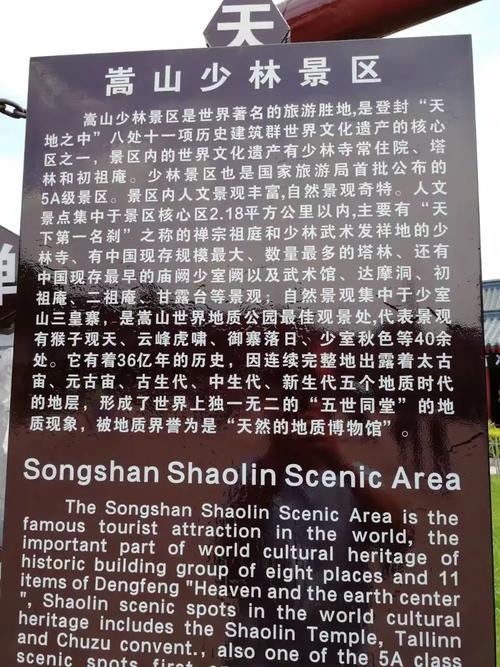 天
嵩山少林景区
嵩山少林景区是世界著名的旅游胜地,是登封“天
地之中”八处十一项历史建筑群世界文化遗产的核心
区之一，景区内的世界文化遗产有少林寺常住院、塔
林和初祖庵。少林景区也是国家旅游局首批公布的
5A级景区。景区内人文景观丰富,自然景观奇特。人文
景点集中于景区核心区2.18平方公里以内,主要有“天
下第一名刹”之称的禅宗祖庭和少林武术发祥地的少
林寺、有中国现存规模最大、数量最多的塔林、还有
中国现存最早的庙阙少室阙以及武术馆、达摩洞、初
祖庵、二祖庵、甘露台等景观；自然景观集中于少室
山三皇寨，是嵩山世界地质公园最佳观景处,代表景观
有猴子观天、云峰虎啸、御寨落日、少室秋色等40余
处。它有着36亿年的历史，因连续完整地出露着太古
宙、元古宙、古生代、中生代、新生代五个地质时代
的地层，形成了世界上独一无二的“五世同堂”的地
质现象，被地质界誉为是“天然的地质博物馆”。
Songshan Shaolin Scenic Area
The Songshan Shaolin Scenic Area is the
famous tourist attraction in the world, the
important part of world cultural heritage of
historic building group of eight places and 11
items of Dengfeng "Heaven and the earth center
", Shaolin scenic spots in the world cultural
heritage includes the Shaolin Temple, Tallinn
and Chuzu convent., also one of the 5A class
scenic spots first